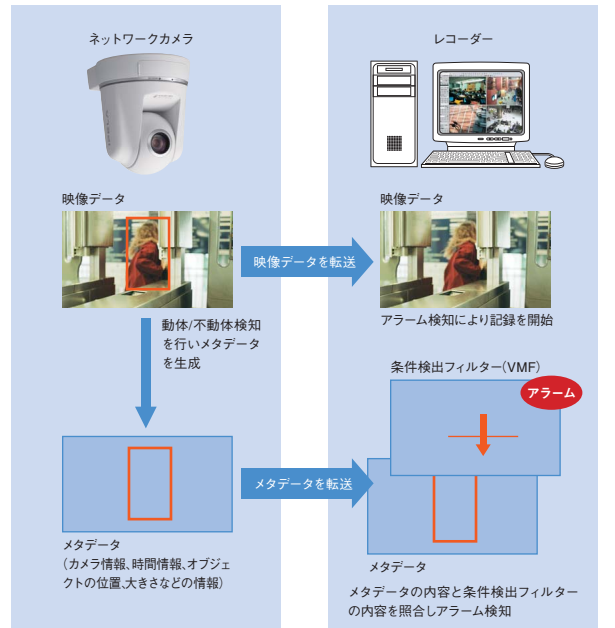 ネットワークカメラ
レコーダー
映像データ
映像データ
映像データを転送
アラーム検知により記録を開始
動体/不動体検知
を行いメタデータ
を生成
条件検出フィルター(VMF)
アラーム
メタデータを転送
メタデータ
(カメラ情報、時間情報、オブジェ
クトの位置、大きさなどの情報)
メタデータ
メタデータの内容と条件検出フィルター
の内容を照合しアラーム検知